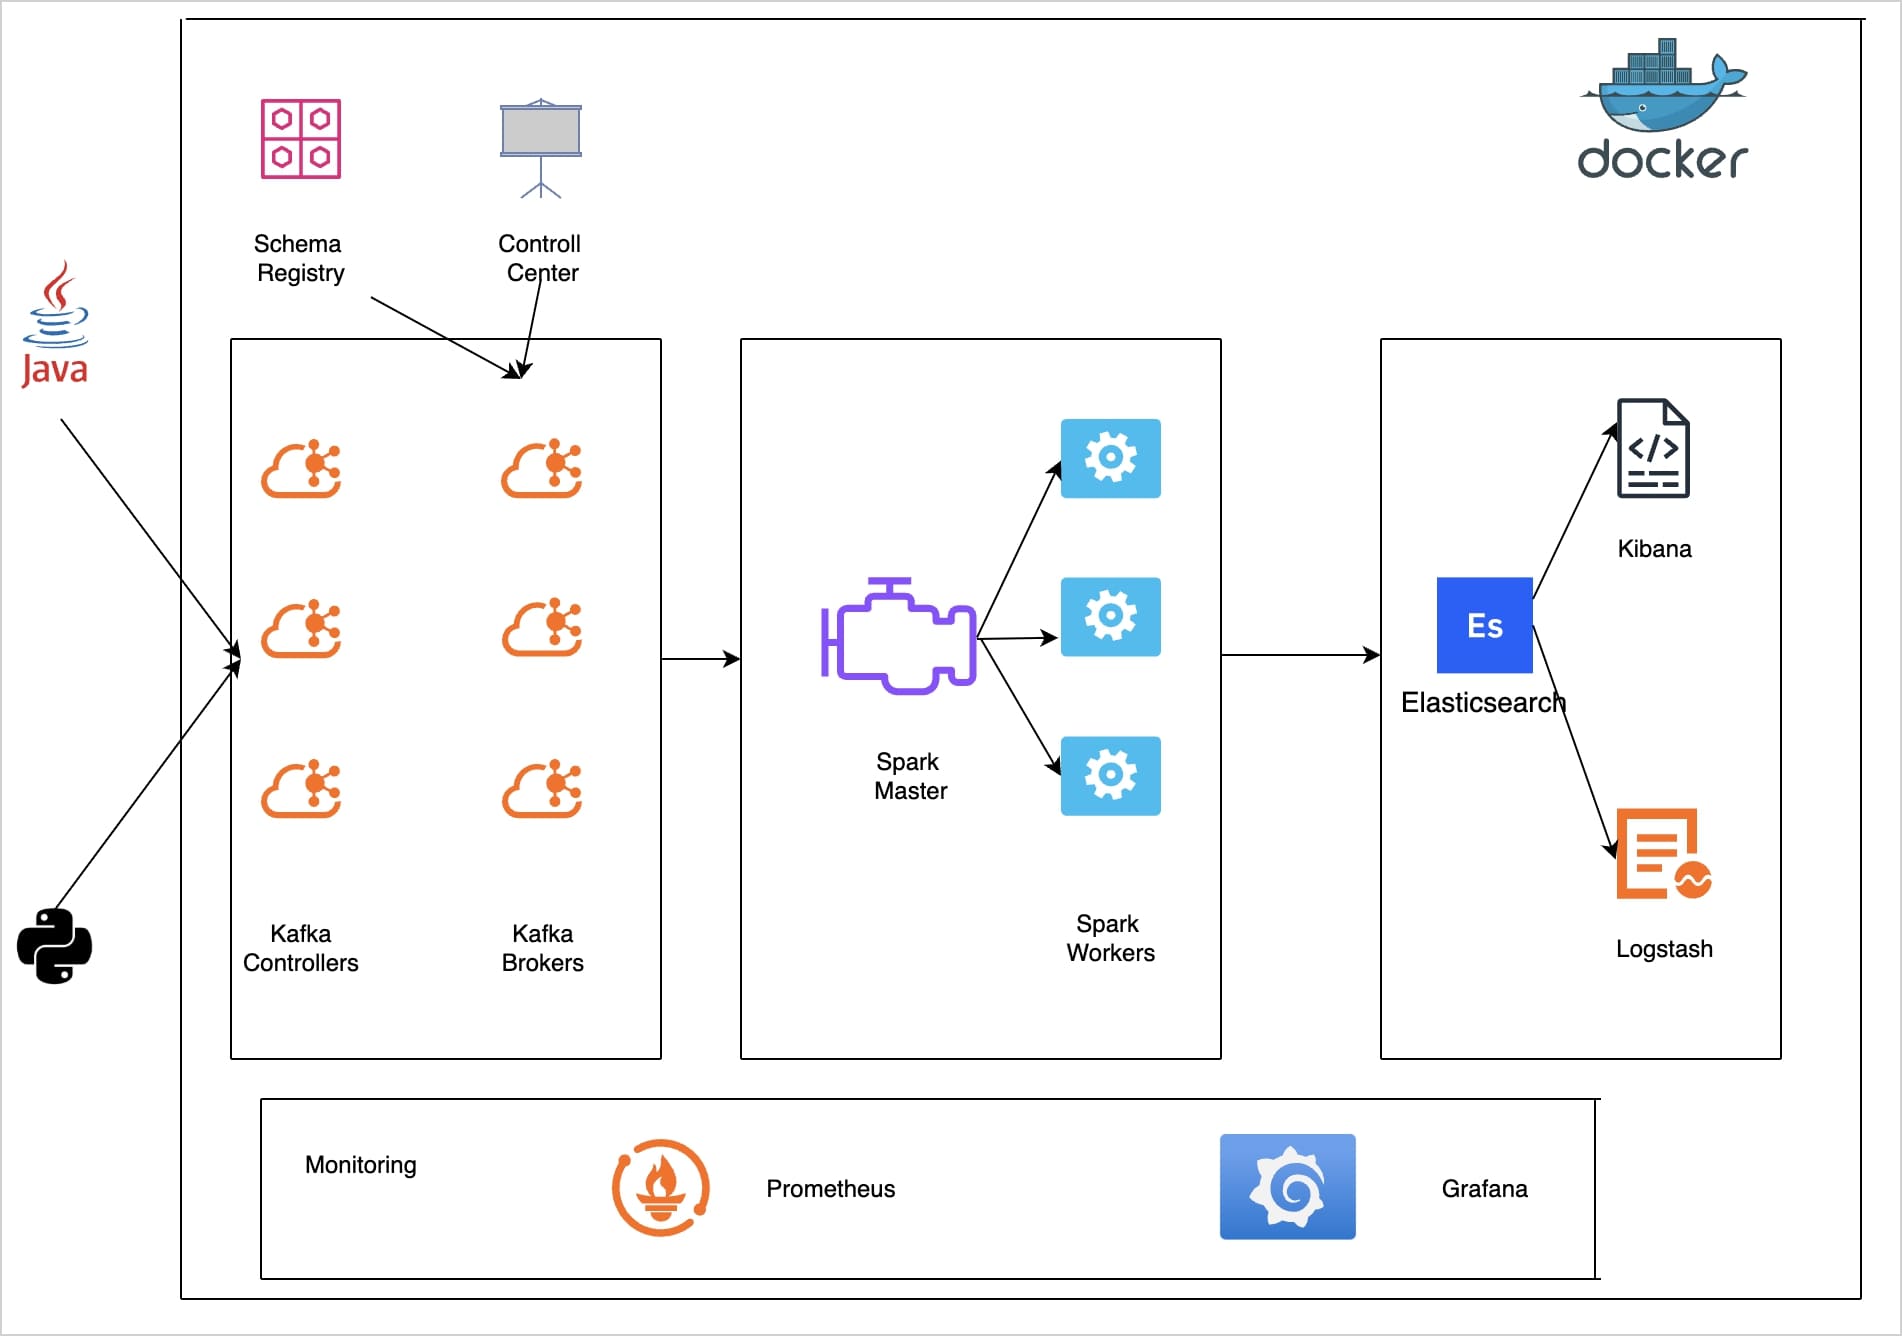 docker
Schema
Registry
Controll
Center
Java
</>
Kibana
Es
Elasticsearch
Spark
Master
Kafka
Controllers
Kafka
Brokers
Spark
Workers
Logstash
Monitoring
Prometheus
Grafana